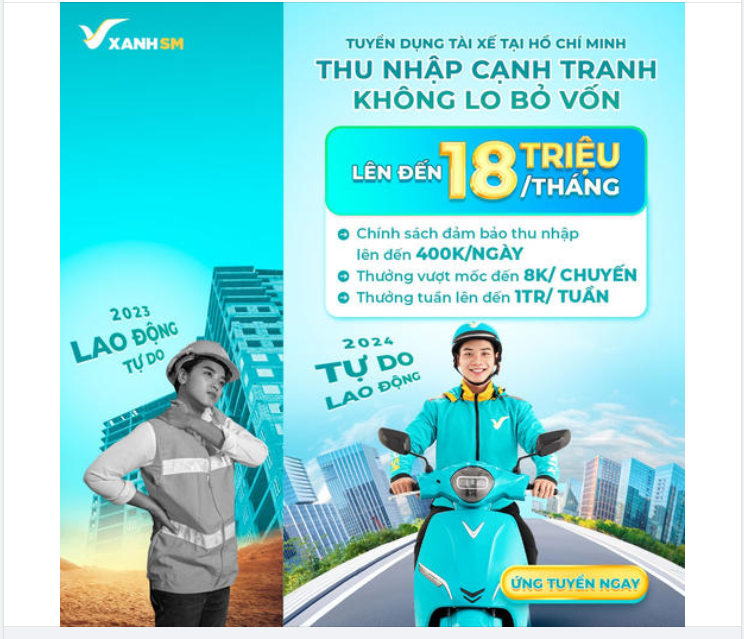 XANH SM
TUYỂN DỤNG TÀI XẾ TẠI HỒ CHÍ MINH
THU NHẬP CẠNH TRANH
KHÔNG LO BỎ VỐN
LÊN ĐẾN 18 TRIỆU
/THÁNG
Chính sách đảm bảo thu nhập
lên đến 400K/NGÀY
Thưởng vượt mốc đến 8K/ CHUYẾN
Thưởng tuần lên đến 1TR/ TUẦN
2023
LAO ĐỘNG
TỰ DO
2024
TỰ DO
LAO ĐỘNG
ỨNG TUYỂN NGAY